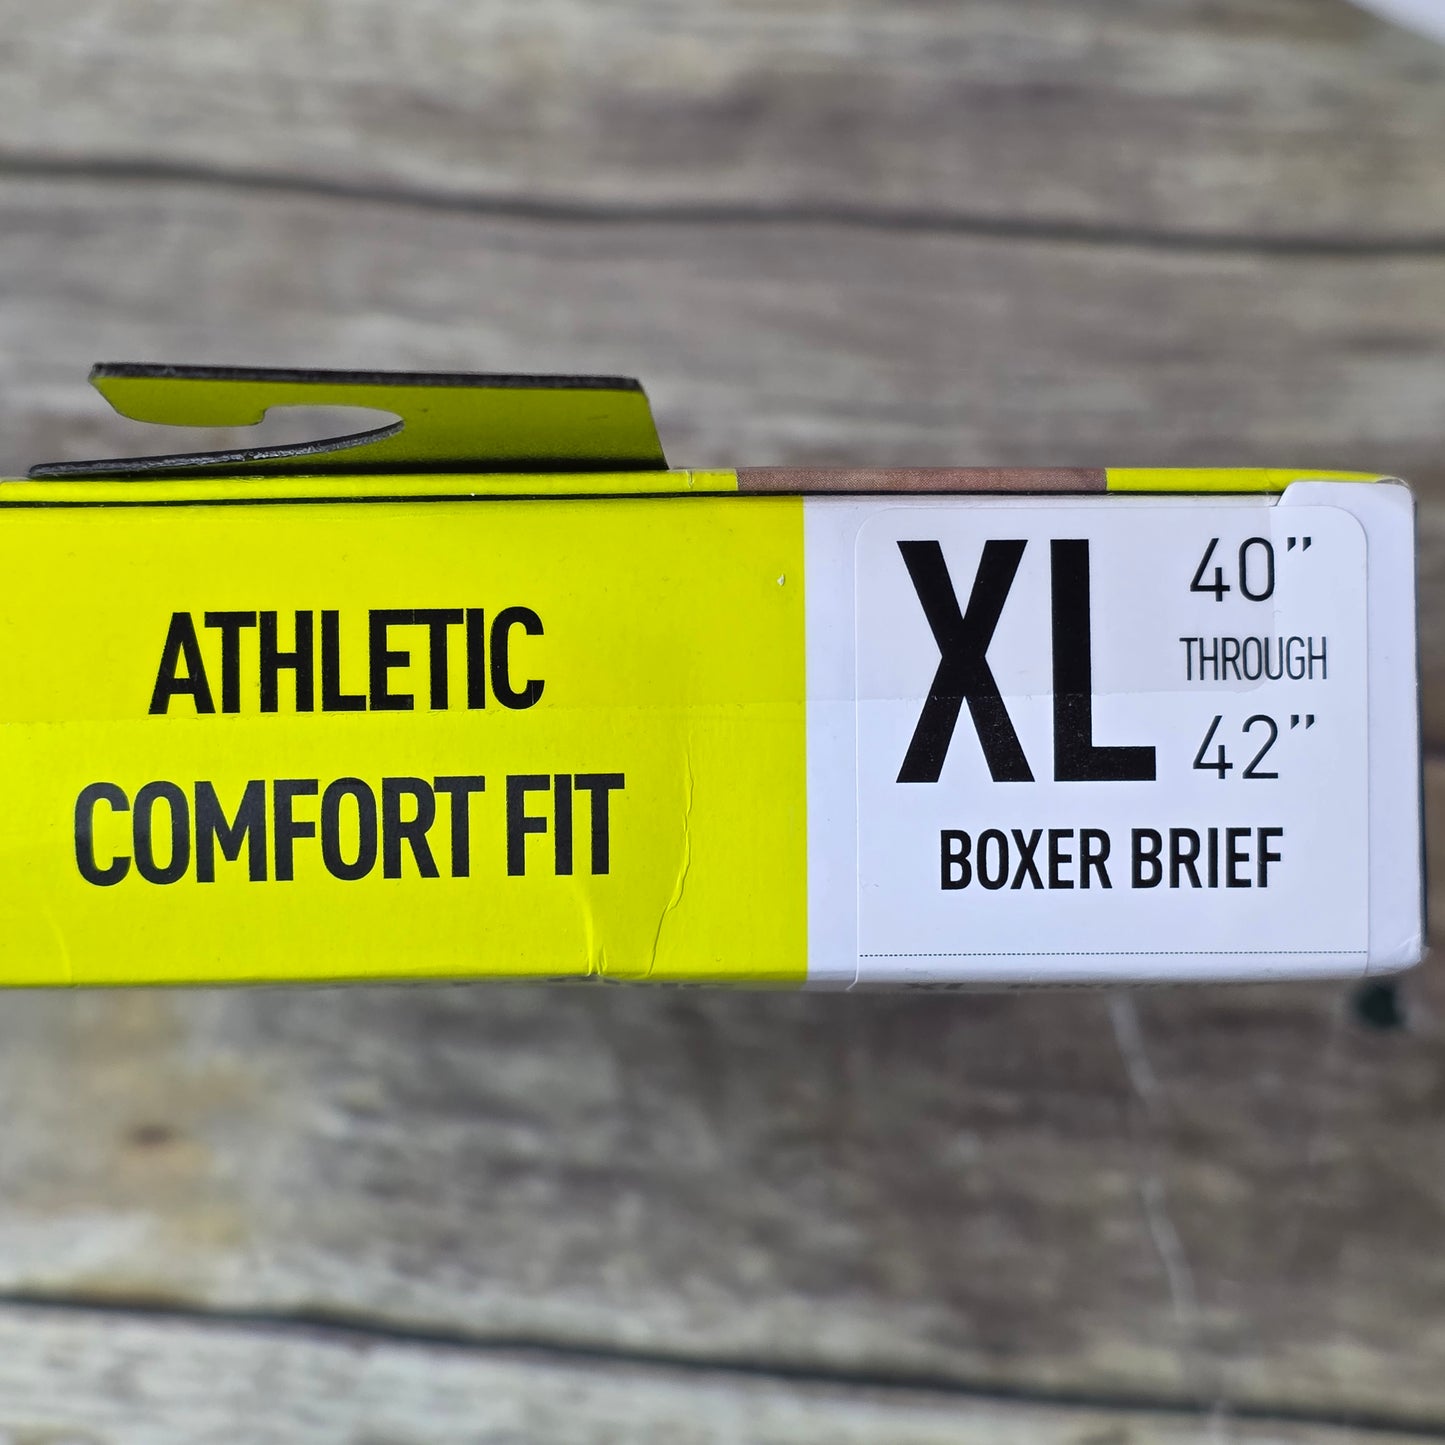 ATHLETIC
COMFORT FIT
XL
40”
THROUGH
42”
BOXER BRIEF